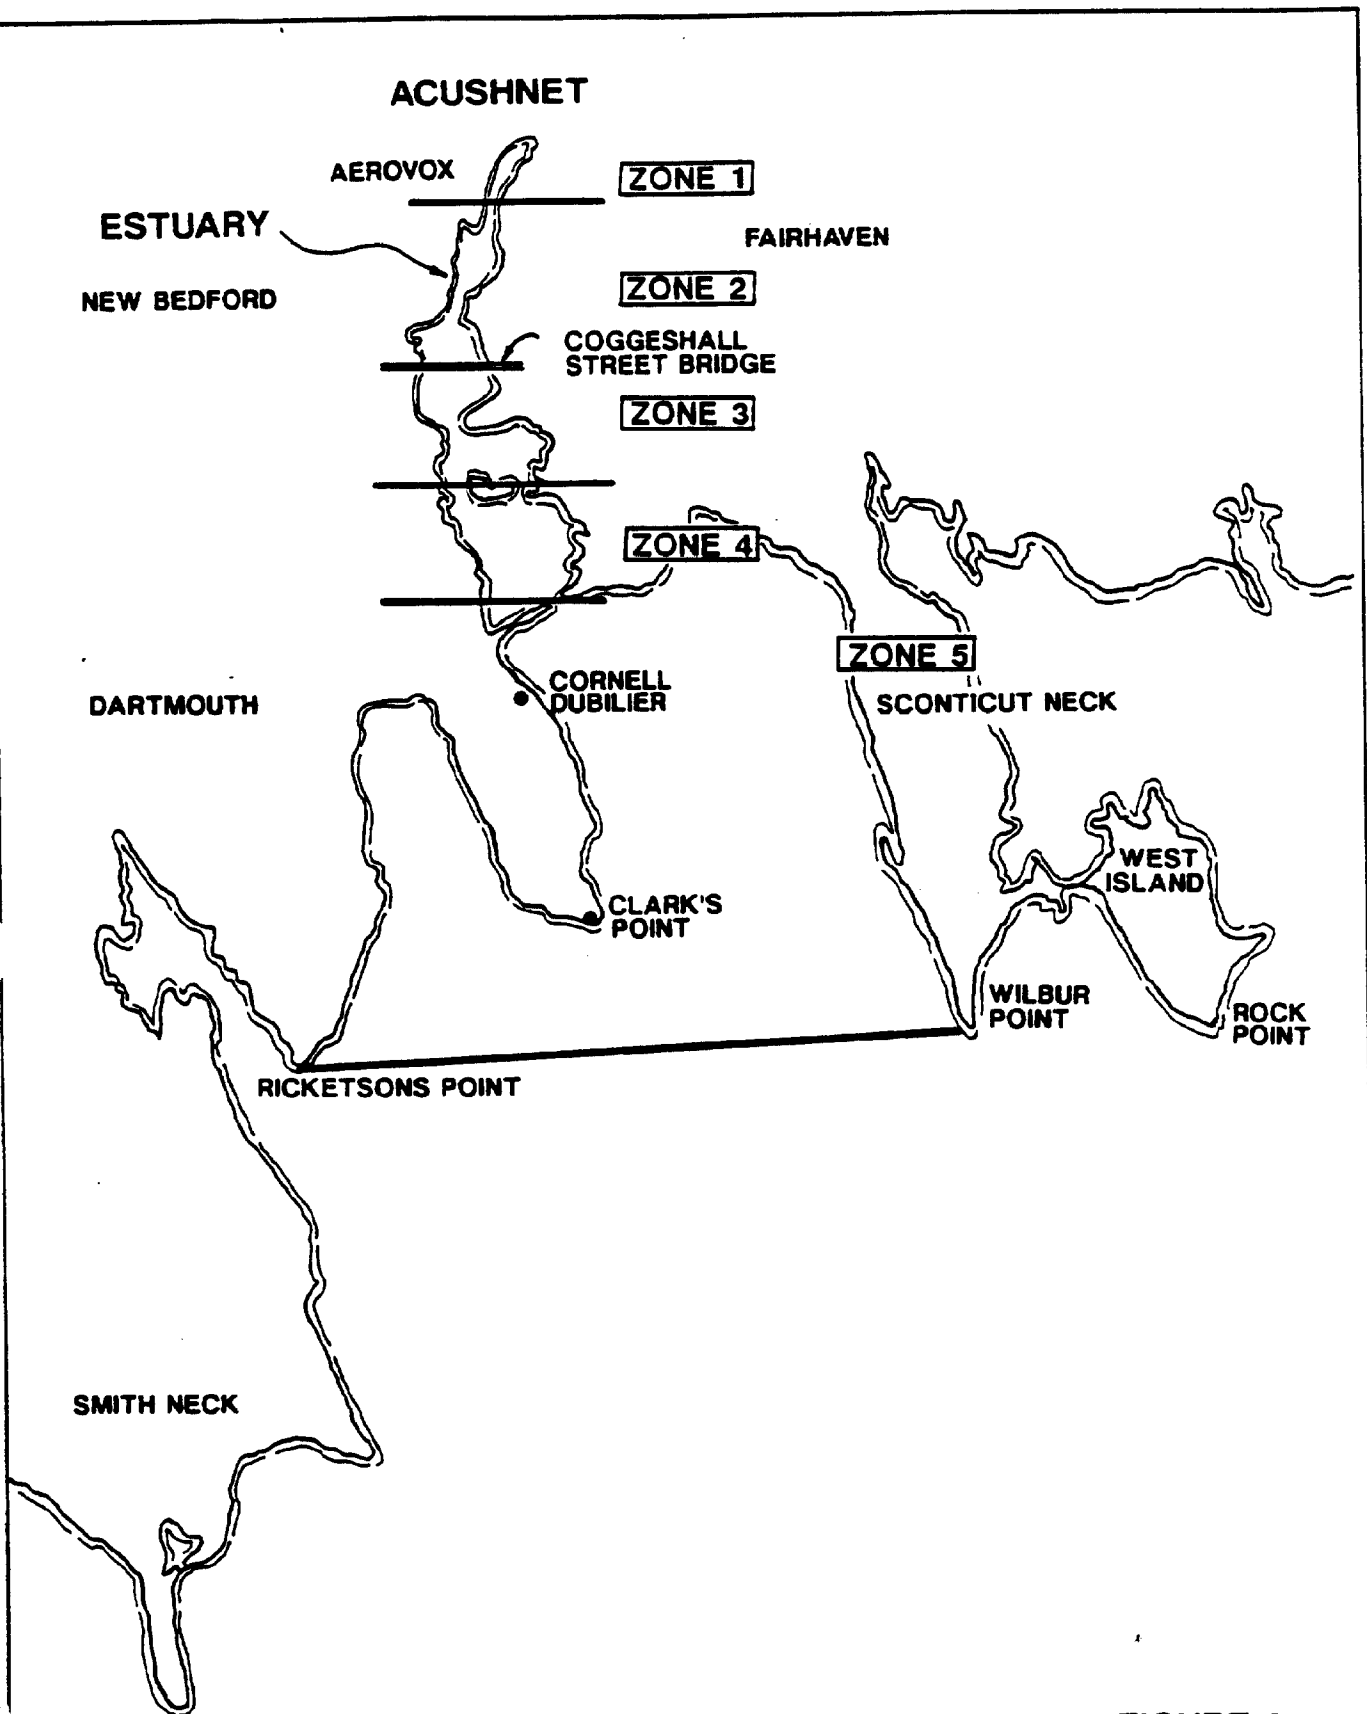 ACUSHNET
AEROVOX
ZONE 1
ESTUARY
FAIRHAVEN
NEW BEDFORD
ZONE 2
COGGESHALL
STREET BRIDGE
ZONE 3
ZONE 4
ZONE 5
CORNELL
DUBILIER
DARTMOUTH
SCONTICUT NECK
WEST
ISLAND
CLARK'S
POINT
WILBUR
POINT
ROCK
POINT
RICKETSONS POINT
SMITH NECK